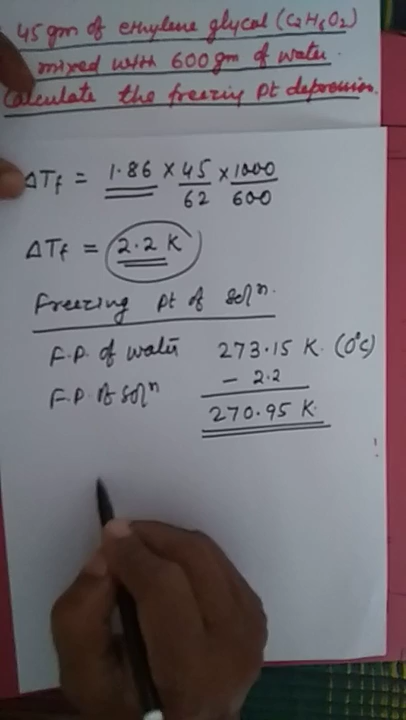 45 gm of ethylene glycol (C2H6O2)
mixed with 600 gm of water.
Calculate the freezing pt depression.
ΔTf = 1.86 × 45/62 × 1000/600
ΔTf = 2.2 K
Freezing pt of solⁿ.
F.P. of water 273.15 K. (0°C)
- 2.2
F.P. of solⁿ 270.95 K.